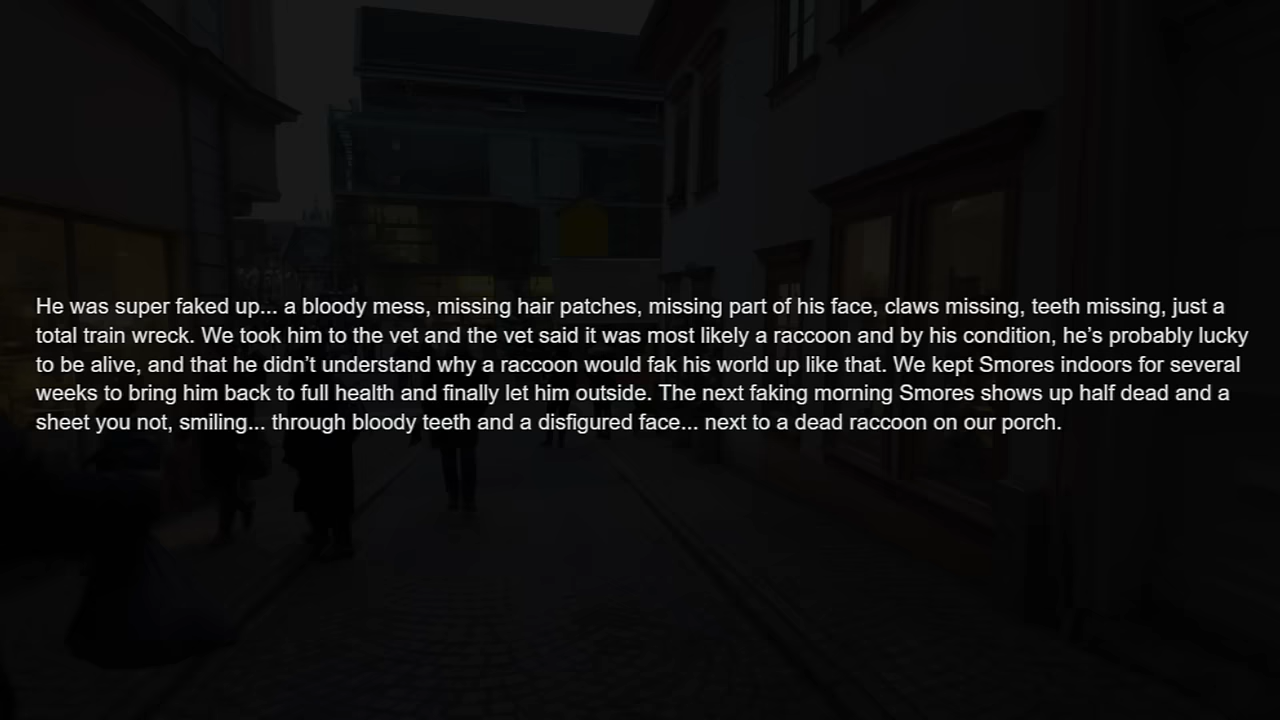 He was super faked up... a bloody mess, missing hair patches, missing part of his face, claws missing, teeth missing, just a
total train wreck. We took him to the vet and the vet said it was most likely a raccoon and by his condition, he’s probably lucky
to be alive, and that he didn’t understand why a raccoon would fak his world up like that. We kept Smores indoors for several
weeks to bring him back to full health and finally let him outside. The next faking morning Smores shows up half dead and a
sheet you not, smiling... through bloody teeth and a disfigured face... next to a dead raccoon on our porch.